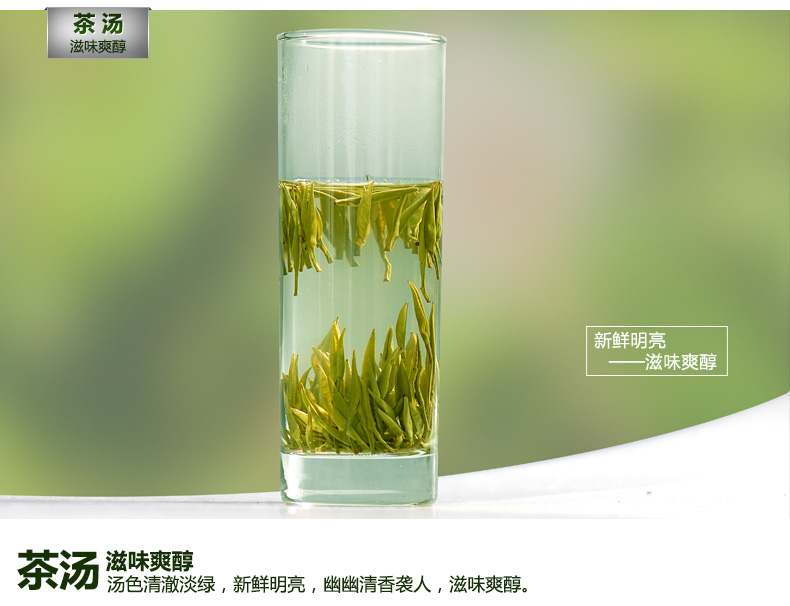 茶汤
滋味爽醇
新鲜明亮
——滋味爽醇
茶汤 滋味爽醇
汤色清澈淡绿，新鲜明亮，幽幽清香袭人，滋味爽醇。